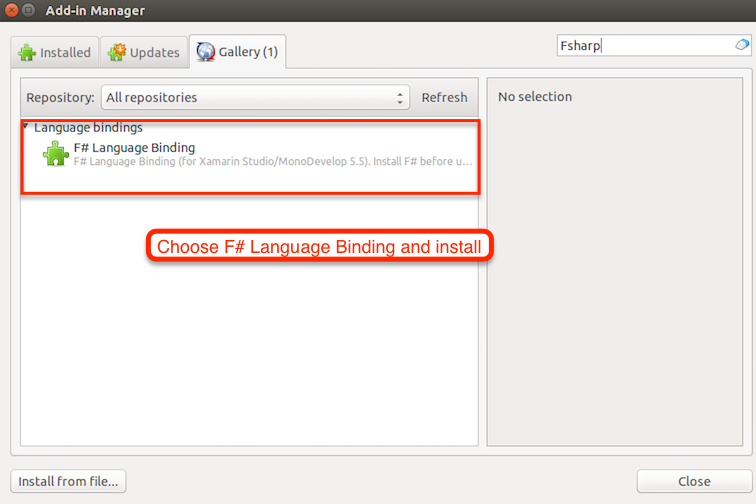 Add-in Manager
Installed
Updates
Gallery (1)
Fsharp
Repository:
All repositories
Refresh
No selection
Language bindings
F# Language Binding
F# Language Binding (for Xamarin Studio/MonoDevelop 5.5). Install F# before u...
Choose F# Language Binding and install
Install from file...
Close